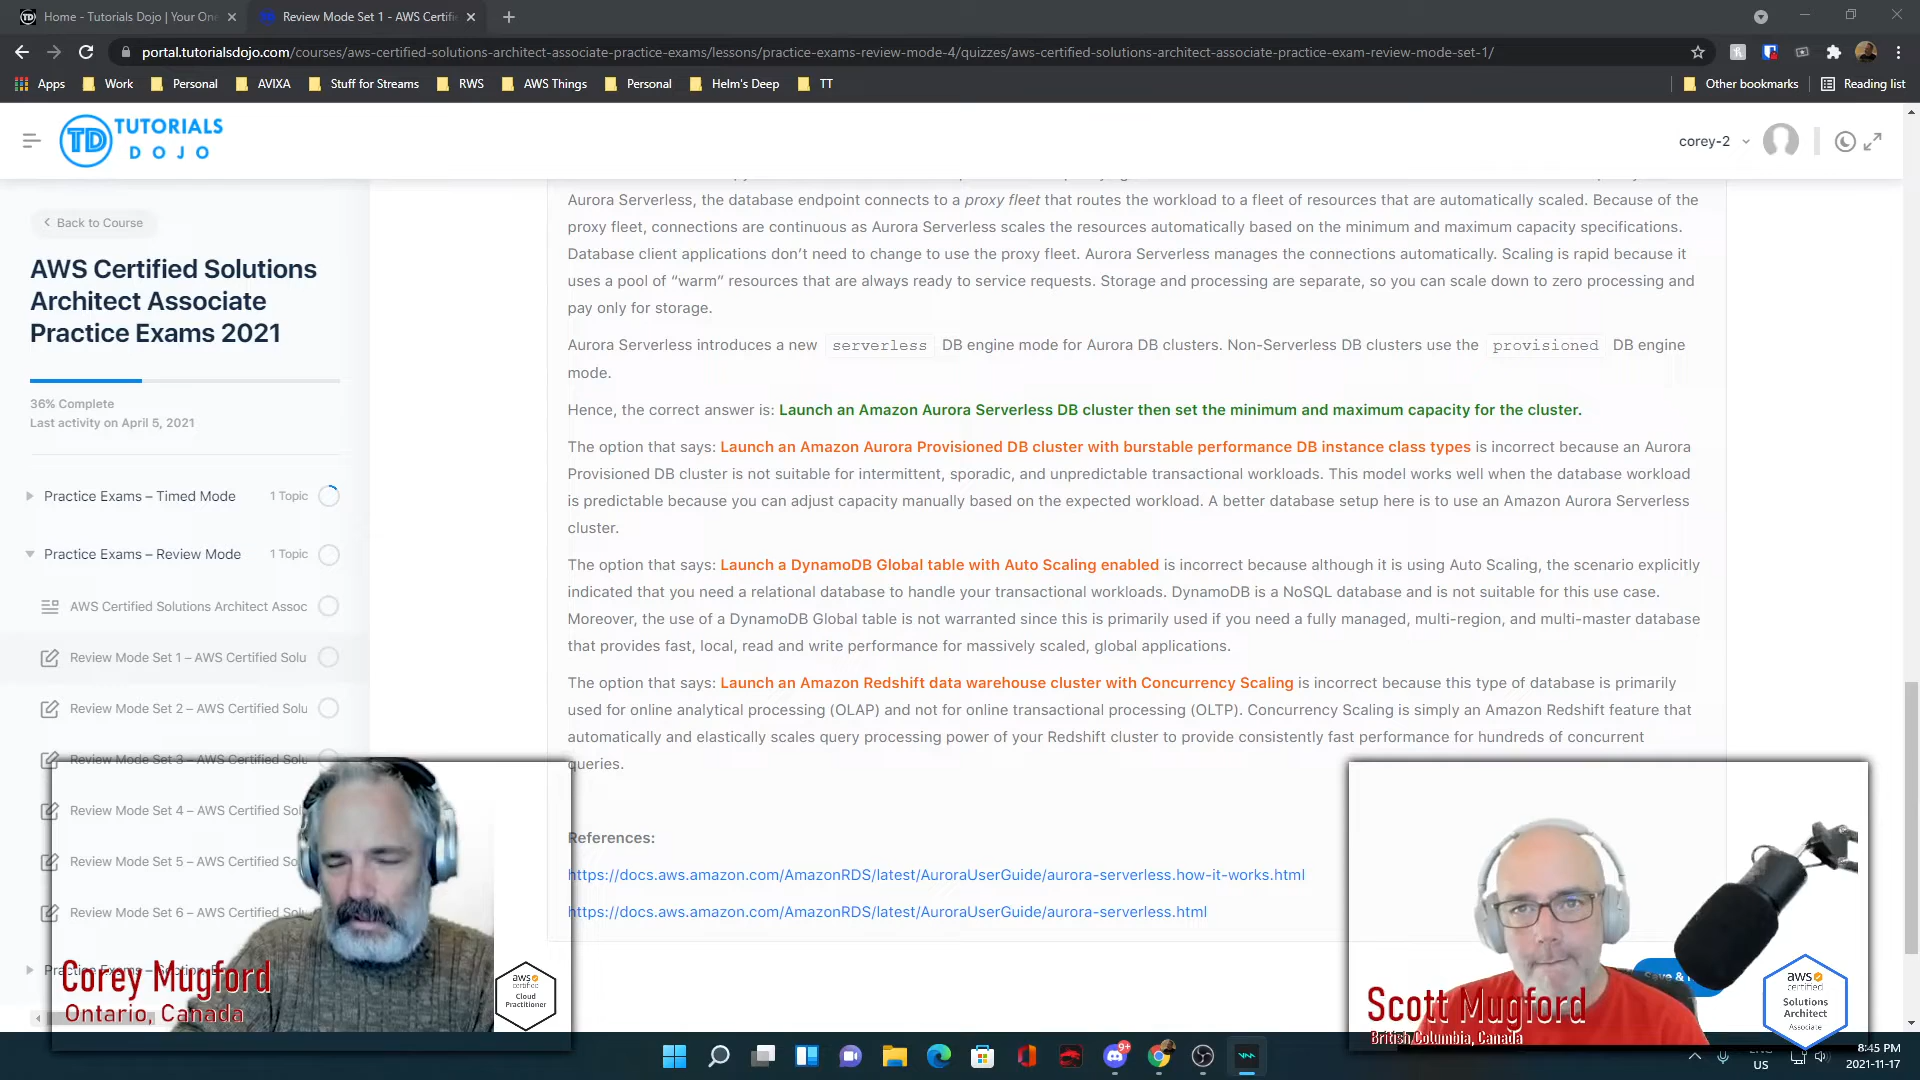 Home - Tutorials Dojo | Your One
Review Mode Set 1 - AWS Certifi
portal.tutorialsdojo.com/courses/aws-certified-solutions-architect-associate-practice-exams/lessons/practice-exams-review-mode-4/quizzes/aws-certified-solutions-architect-associate-practice-exam-review-mode-set-1/
Apps Work Personal AVIXA Stuff for Streams RWS AWS Things Personal Helm's Deep TT Other bookmarks Reading list
TD TUTORIALS DOJO
corey-2
Back to Course
AWS Certified Solutions
Architect Associate
Practice Exams 2021
36% Complete
Last activity on April 5, 2021
Practice Exams – Timed Mode 1 Topic
Practice Exams – Review Mode 1 Topic
AWS Certified Solutions Architect Assoc
Review Mode Set 1 – AWS Certified Solu
Review Mode Set 2 – AWS Certified Solu
Review Mode Set 3 – AWS Certified Solu
Review Mode Set 4 – AWS Certified Sol
Review Mode Set 5 – AWS Certified So
Review Mode Set 6 – AWS Certified Solu
Aurora Serverless, the database endpoint connects to a proxy fleet that routes the workload to a fleet of resources that are automatically scaled. Because of the
proxy fleet, connections are continuous as Aurora Serverless scales the resources automatically based on the minimum and maximum capacity specifications.
Database client applications don't need to change to use the proxy fleet. Aurora Serverless manages the connections automatically. Scaling is rapid because it
uses a pool of “warm” resources that are always ready to service requests. Storage and processing are separate, so you can scale down to zero processing and
pay only for storage.
Aurora Serverless introduces a new serverless DB engine mode for Aurora DB clusters. Non-Serverless DB clusters use the provisioned DB engine
mode.
Hence, the correct answer is: Launch an Amazon Aurora Serverless DB cluster then set the minimum and maximum capacity for the cluster.
The option that says: Launch an Amazon Aurora Provisioned DB cluster with burstable performance DB instance class types is incorrect because an Aurora
Provisioned DB cluster is not suitable for intermittent, sporadic, and unpredictable transactional workloads. This model works well when the database workload
is predictable because you can adjust capacity manually based on the expected workload. A better database setup here is to use an Amazon Aurora Serverless
cluster.
The option that says: Launch a DynamoDB Global table with Auto Scaling enabled is incorrect because although it is using Auto Scaling, the scenario explicitly
indicated that you need a relational database to handle your transactional workloads. DynamoDB is a NoSQL database and is not suitable for this use case.
Moreover, the use of a DynamoDB Global table is not warranted since this is primarily used if you need a fully managed, multi-region, and multi-master database
that provides fast, local, read and write performance for massively scaled, global applications.
The option that says: Launch an Amazon Redshift data warehouse cluster with Concurrency Scaling is incorrect because this type of database is primarily
used for online analytical processing (OLAP) and not for online transactional processing (OLTP). Concurrency Scaling is simply an Amazon Redshift feature that
automatically and elastically scales query processing power of your Redshift cluster to provide consistently fast performance for hundreds of concurrent
queries.
References:
https://docs.aws.amazon.com/AmazonRDS/latest/AuroraUserGuide/aurora-serverless.how-it-works.html
https://docs.aws.amazon.com/AmazonRDS/latest/AuroraUserGuide/aurora-serverless.html
Corey Mugford
Ontario, Canada
aws
certified
Cloud
Practitioner
Scott Mugford
British Columbia, Canada
aws
certified
Solutions
Architect
Associate
9+
US
8:45 PM
2021-11-17